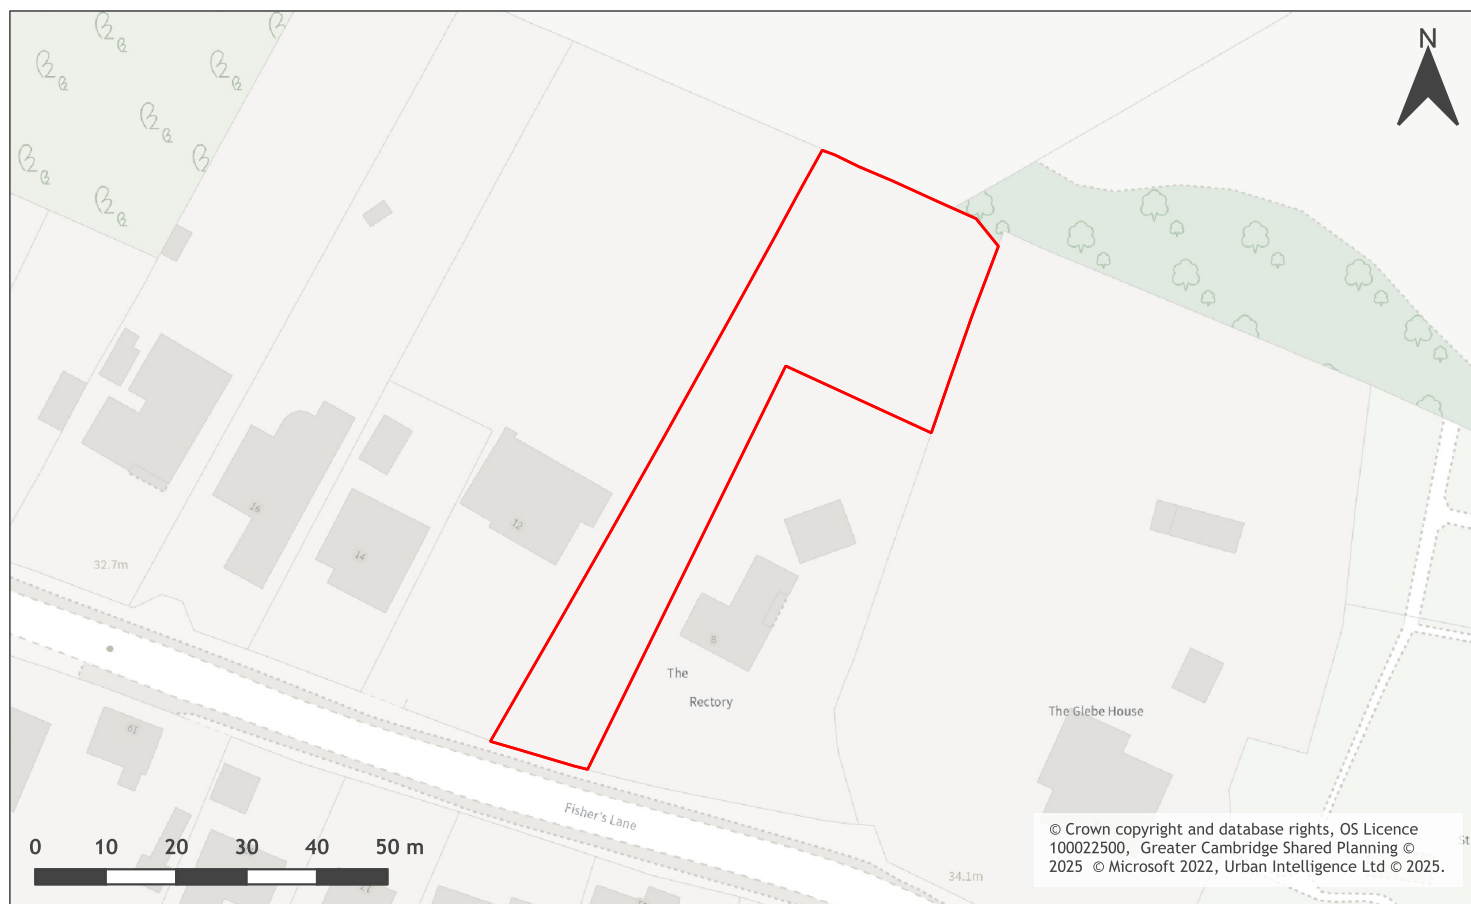 N
16
12
14
32.7m
8
The
Rectory
The Glebe House
19
Fisher's Lane
0 10 20 30 40 50 m
34.1m
21
© Crown copyright and database rights, OS Licence
100022500, Greater Cambridge Shared Planning ©
2025 © Microsoft 2022, Urban Intelligence Ltd © 2025.
St